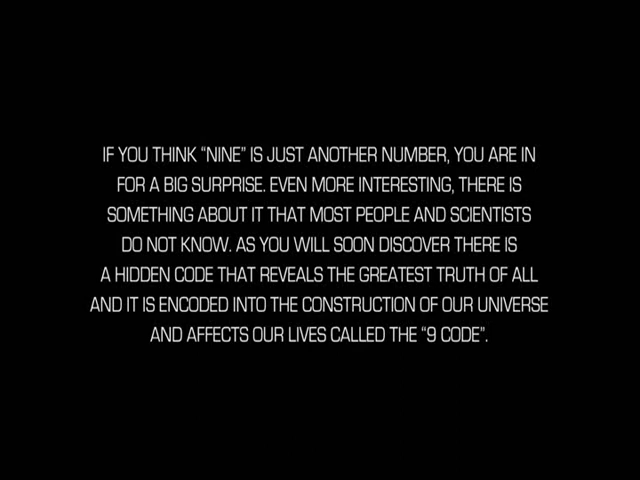 IF YOU THINK “NINE” IS JUST ANOTHER NUMBER, YOU ARE IN
FOR A BIG SURPRISE. EVEN MORE INTERESTING, THERE IS
SOMETHING ABOUT IT THAT MOST PEOPLE AND SCIENTISTS
DO NOT KNOW. AS YOU WILL SOON DISCOVER THERE IS
A HIDDEN CODE THAT REVEALS THE GREATEST TRUTH OF ALL
AND IT IS ENCODED INTO THE CONSTRUCTION OF OUR UNIVERSE
AND AFFECTS OUR LIVES CALLED THE “9 CODE”.